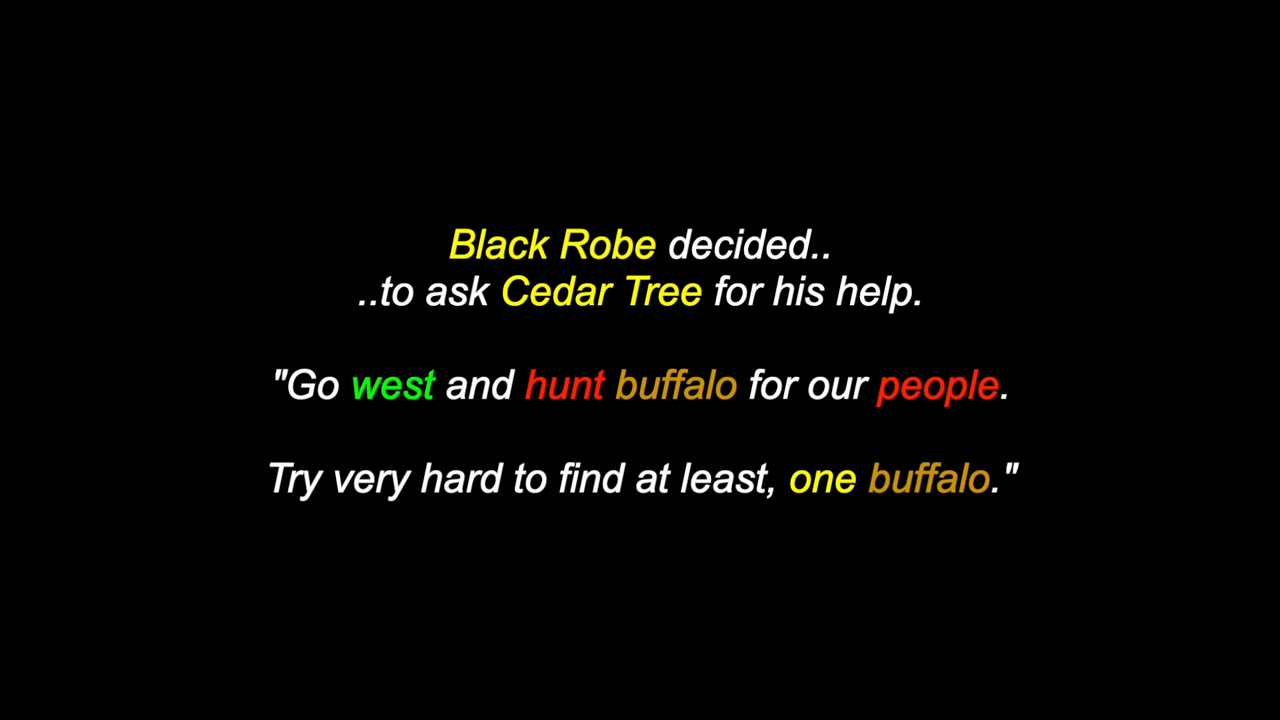 Black Robe decided..
..to ask Cedar Tree for his help.
"Go west and hunt buffalo for our people.
Try very hard to find at least, one buffalo."